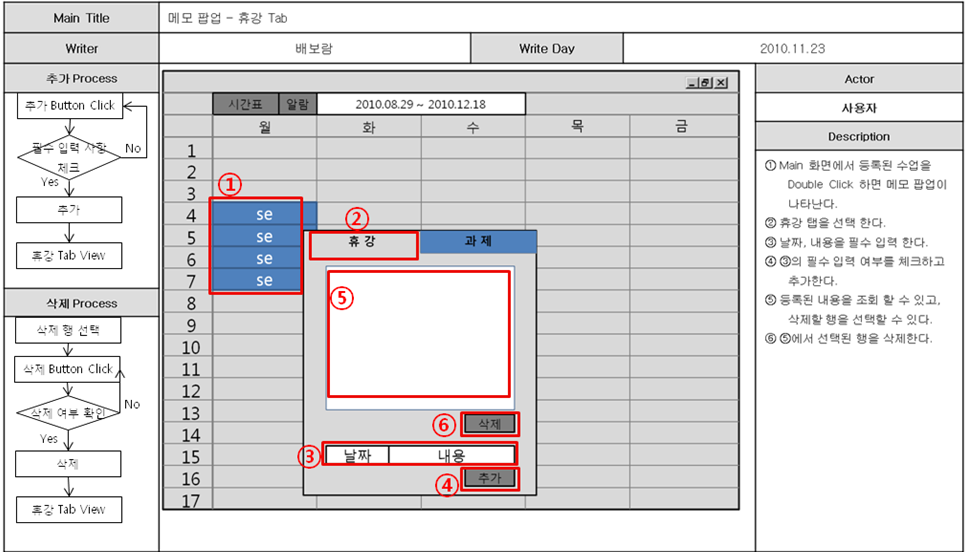 Main Title
메모 팝업 - 휴강 Tab
Writer
배보람
Write Day
2010.11.23
추가 Process
추가 Button Click
필수 입력 사항
체크
No
Yes
추가
휴강 Tab View
삭제 Process
삭제 행 선택
삭제 Button Click
삭제 여부 확인
No
Yes
삭제
휴강 Tab View
시간표 알람 2010.08.29 ~ 2010.12.18
월 화 수 목 금
1
2
3
①
4 se
②
5 se
휴 강 과 제
6 se
7 se
⑤
8
9
10
11
12
13
⑥ 삭제
14
15
③ 날짜 내용
16
④ 추가
17
Actor
사용자
Description
① Main 화면에서 등록된 수업을
Double Click 하면 메모 팝업이
나타난다.
② 휴강 탭을 선택 한다.
③ 날짜, 내용을 필수 입력 한다.
④ ③의 필수 입력 여부를 체크하고
추가한다.
⑤ 등록된 내용을 조회 할 수 있고,
삭제할 행을 선택할 수 있다.
⑥ ⑤에서 선택된 행을 삭제한다.